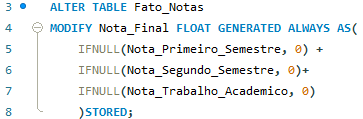 3 ALTER TABLE Fato_Notas
4 MODIFY Nota_Final FLOAT GENERATED ALWAYS AS(
5 IFNULL(Nota_Primeiro_Semestre, 0) +
6 IFNULL(Nota_Segundo_Semestre, 0)+
7 IFNULL(Nota_Trabalho_Academico, 0)
8 )STORED;